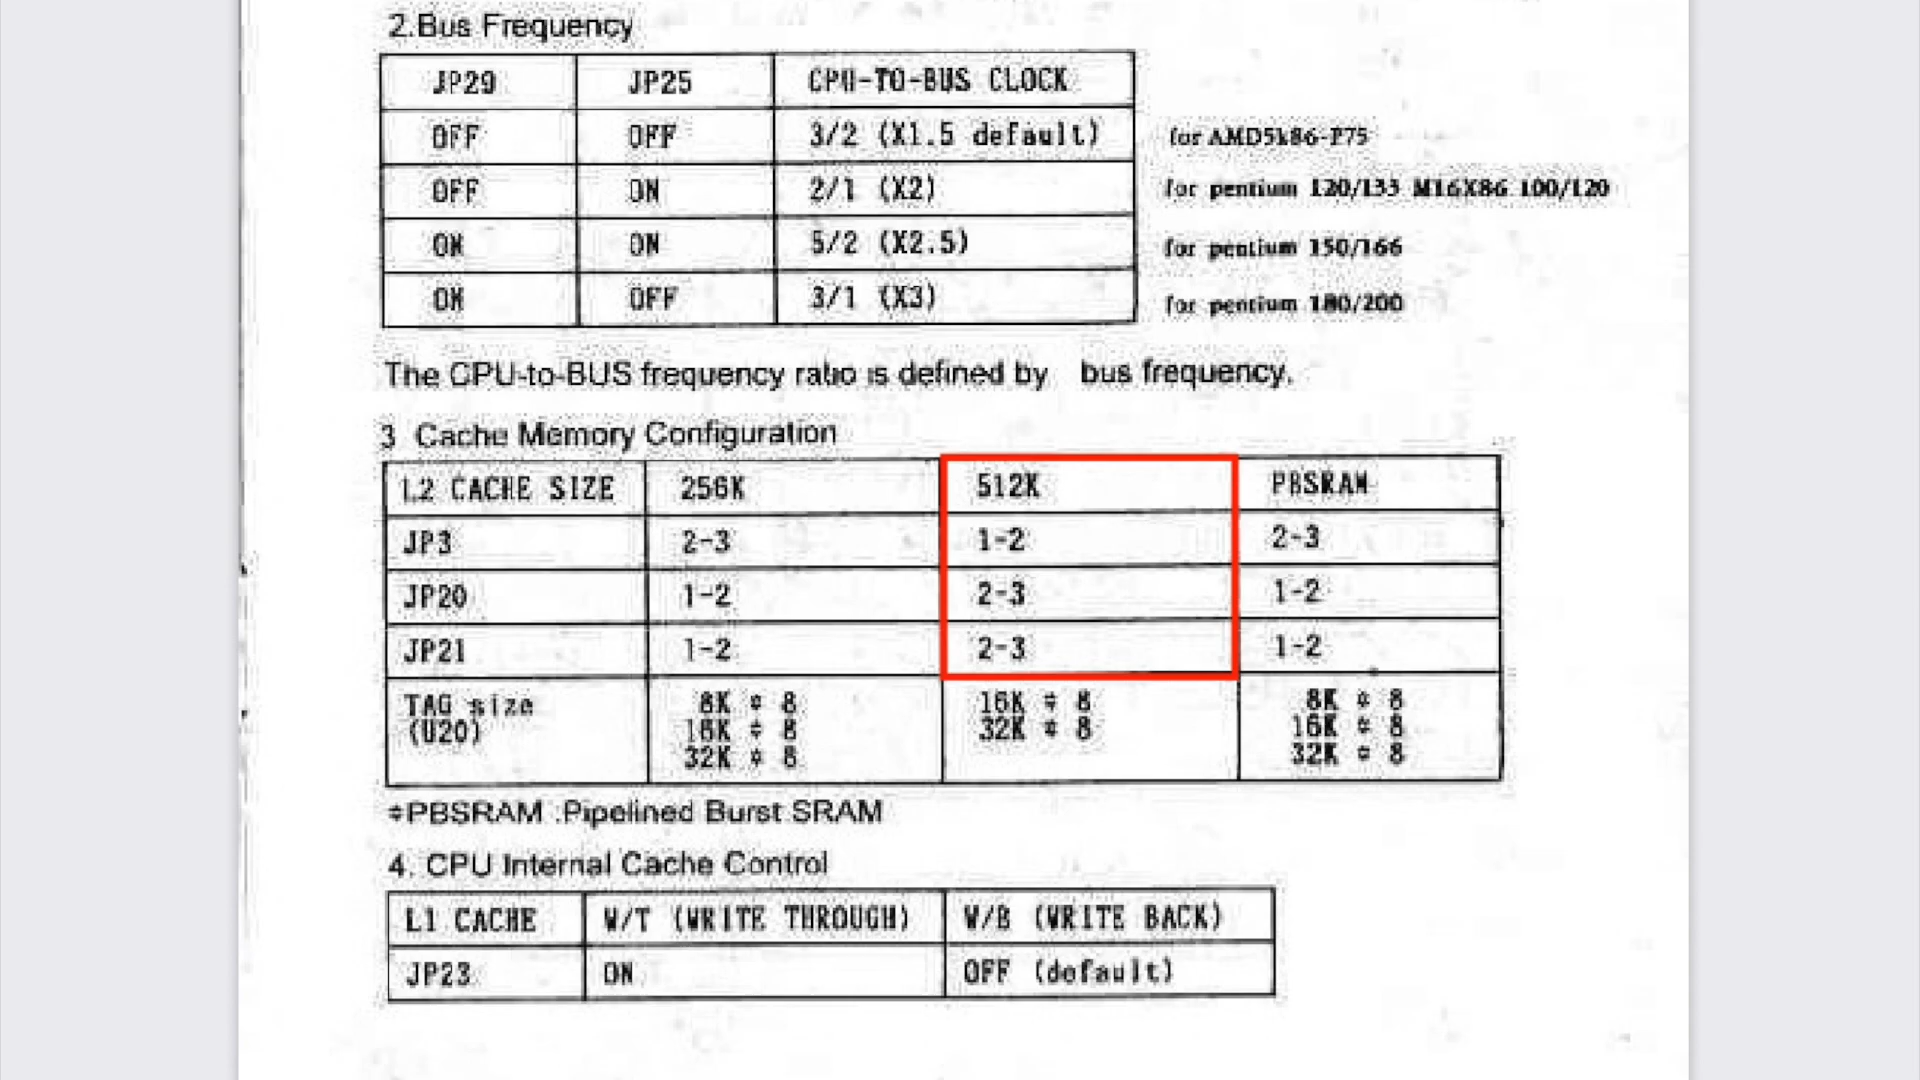 2.Bus Frequency
JP29 JP25 CPU-TO-BUS CLOCK
OFF OFF 3/2 (X1.5 default) for AMD5k86-P75
OFF ON 2/1 (X2) for pentium 120/133 M16X86 100/120
ON ON 5/2 (X2.5) for pentium 150/166
ON OFF 3/1 (X3) for pentium 180/200
The CPU-to-BUS frequency ratio is defined by bus frequency.
3 Cache Memory Configuration
L2 CACHE SIZE 256K 512K PBSRAM
JP3 2-3 1-2 2-3
JP20 1-2 2-3 1-2
JP21 1-2 2-3 1-2
TAG size 8K * 8 16K * 8 8K * 8
(U20) 16K * 8 32K * 8 16K * 8
32K * 8 32K * 8
*PBSRAM :Pipelined Burst SRAM
4. CPU Internal Cache Control
L1 CACHE W/T (WRITE THROUGH) W/B (WRITE BACK)
JP23 ON OFF (default)